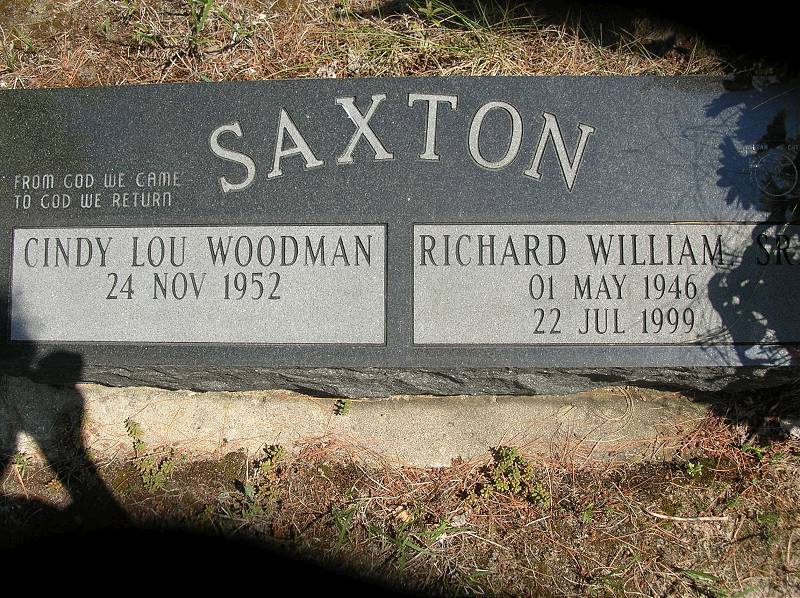 SAXTON
FROM GOD WE CAME
TO GOD WE RETURN
CINDY LOU WOODMAN
24 NOV 1952
RICHARD WILLIAM, SR
01 MAY 1946
22 JUL 1999